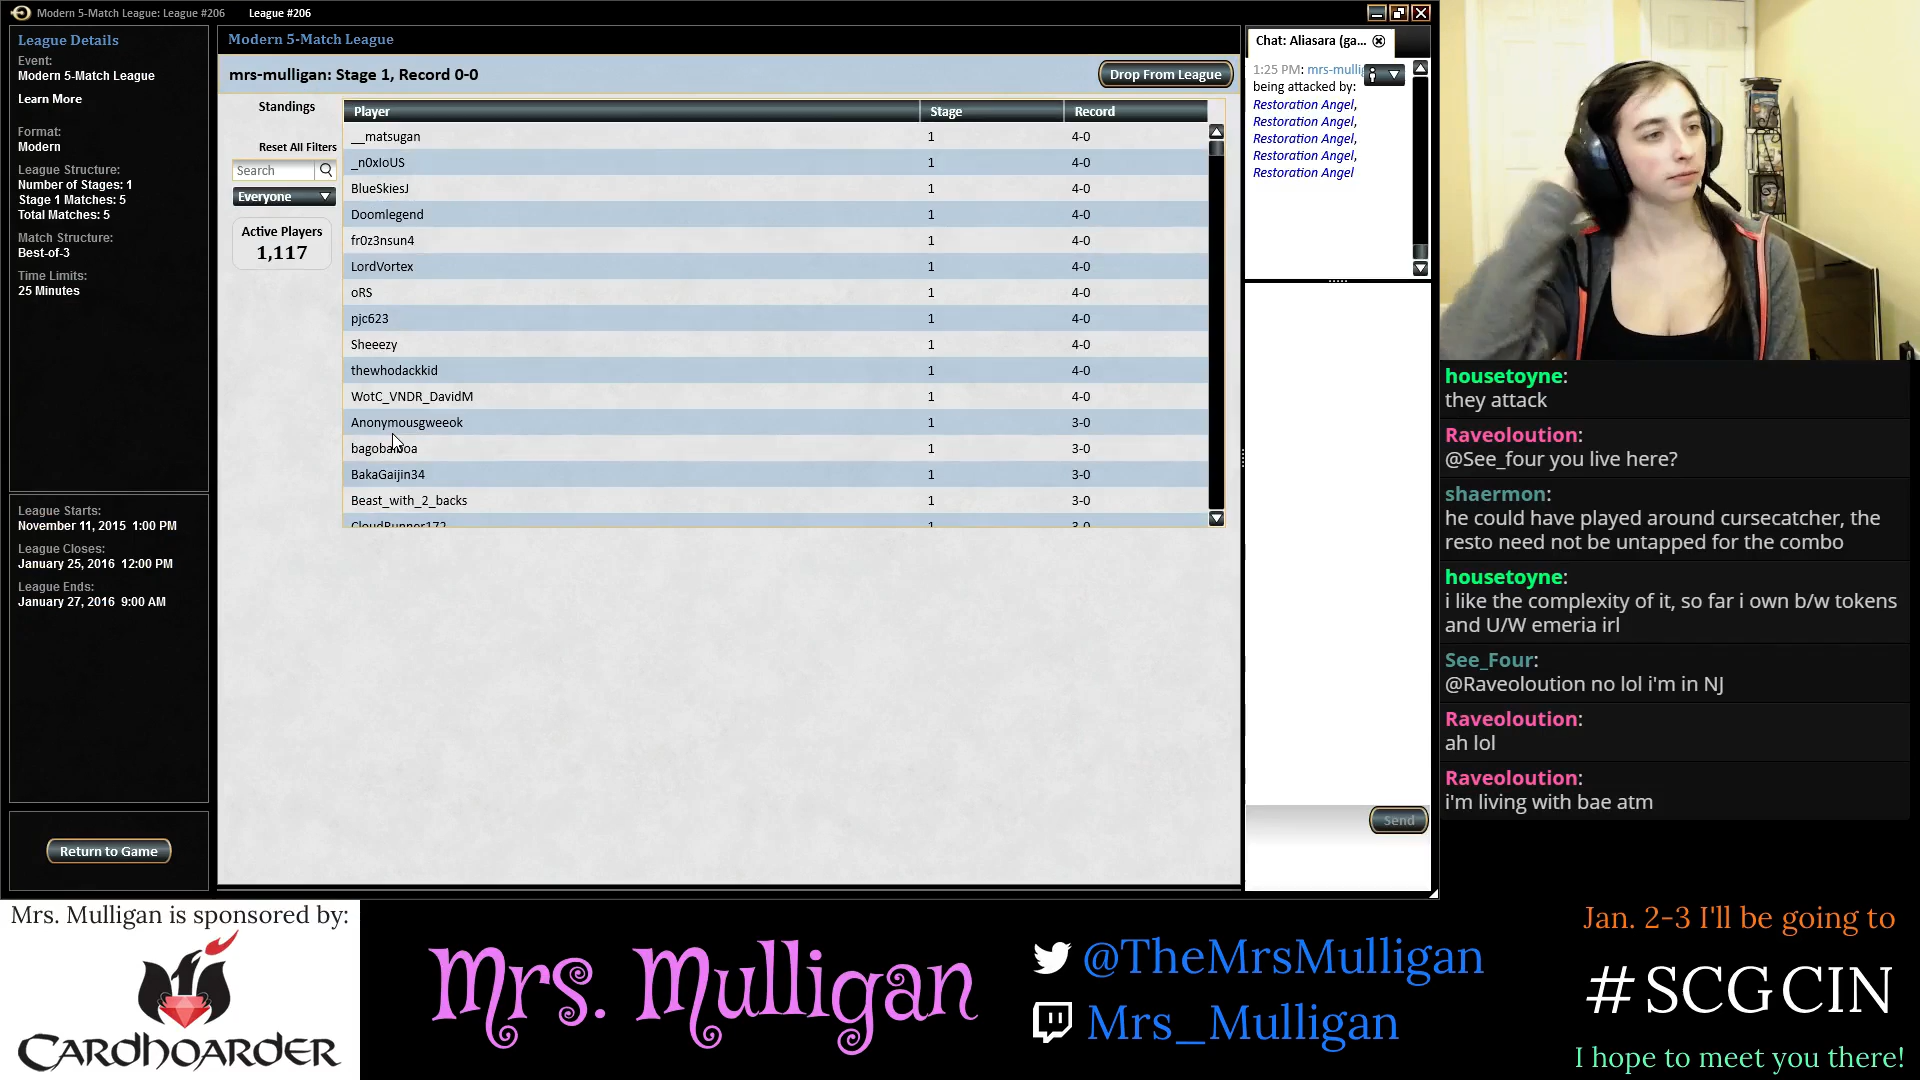 Modern 5-Match League: League #206
League #206
League Details
Event:
Modern 5-Match League
Learn More
Format:
Modern
League Structure:
Number of Stages: 1
Stage 1 Matches: 5
Total Matches: 5
Match Structure:
Best-of-3
Time Limits:
25 Minutes
League Starts:
November 11, 2015 1:00 PM
League Closes:
January 25, 2016 12:00 PM
League Ends:
January 27, 2016 9:00 AM
Return to Game
Modern 5-Match League
mrs-mulligan: Stage 1, Record 0-0
Drop From League
Standings
Reset All Filters
Search
Everyone
Active Players
1,117
Player Stage Record
__matsugan 1 4-0
_n0xIoUS 1 4-0
BlueSkiesJ 1 4-0
Doomlegend 1 4-0
fr0z3nsun4 1 4-0
LordVortex 1 4-0
oRS 1 4-0
pjc623 1 4-0
Sheeezy 1 4-0
thewhodackkid 1 4-0
WotC_VNDR_DavidM 1 4-0
Anonymousgweeok 1 3-0
1 3-0
BakaGaijin34 1 3-0
Beast_with_2_backs 1 3-0
CloudRunner172 1 3-0
Chat: Aliasara (ga...
1:25 PM: mrs-mullig
being attacked by:
Restoration Angel,
Restoration Angel,
Restoration Angel,
Restoration Angel,
Restoration Angel
Send
housetoyne:
they attack
Raveoloution:
@See_four you live here?
shaermon:
he could have played around cursecatcher, the
resto need not be untapped for the combo
housetoyne:
i like the complexity of it, so far i own b/w tokens
and U/W emeria irl
See_Four:
@Raveoloution no lol i'm in NJ
Raveoloution:
ah lol
Raveoloution:
i'm living with bae atm
Mrs. Mulligan is sponsored by:
CARDHOARDER
Mrs. Mulligan
@TheMrsMulligan
Mrs_Mulligan
Jan. 2-3 I'll be going to
#SCGCIN
I hope to meet you there!